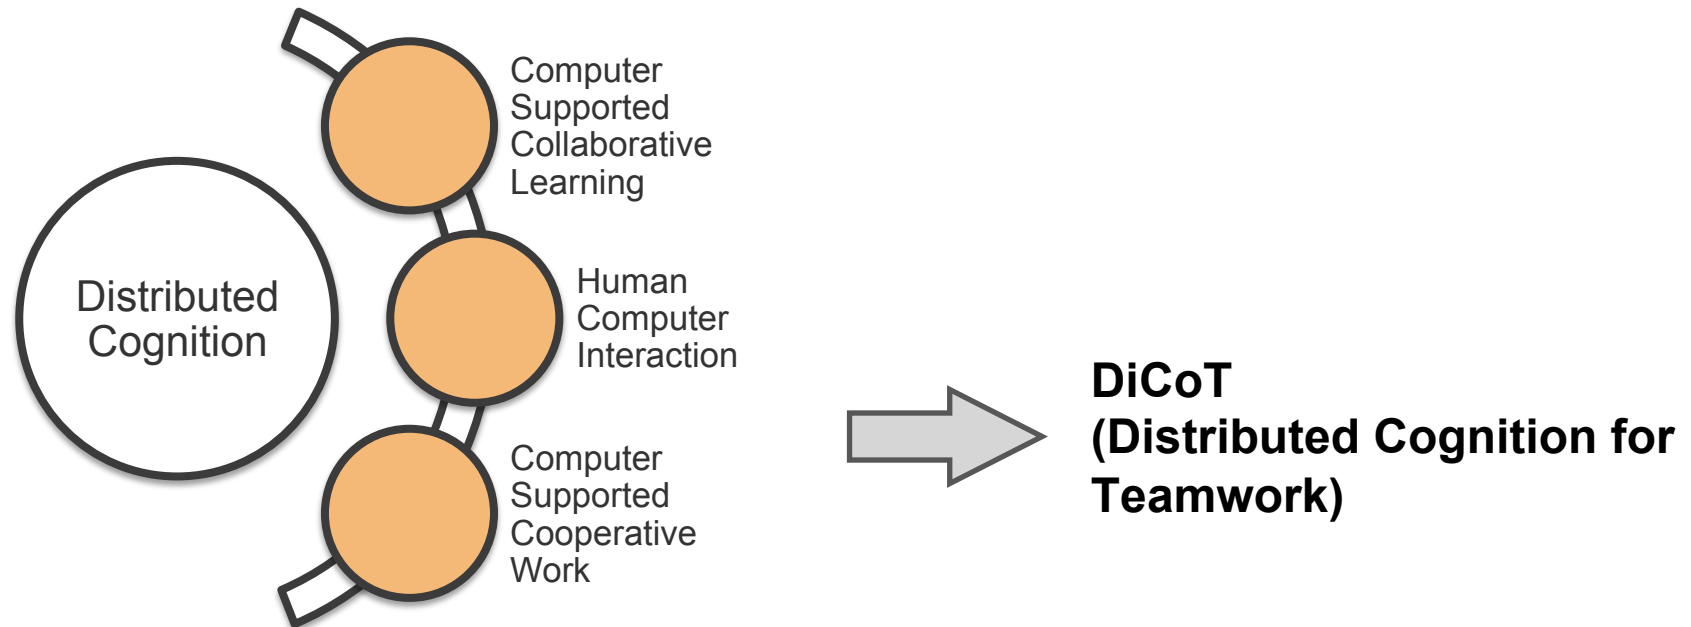 Distributed
Cognition
Computer
Supported
Collaborative
Learning
Human
Computer
Interaction
Computer
Supported
Cooperative
Work
DiCoT
(Distributed Cognition for
Teamwork)